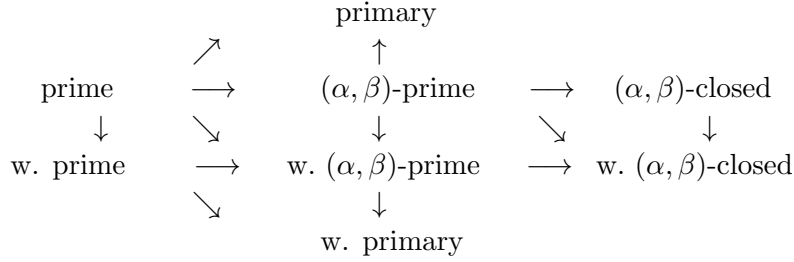 primary
↗ ↑
prime ⟶ (α, β)-prime ⟶ (α, β)-closed
↓ ↘ ↓ ↘ ↓
w. prime ⟶ w. (α, β)-prime ⟶ w. (α, β)-closed
↘ ↓
w. primary